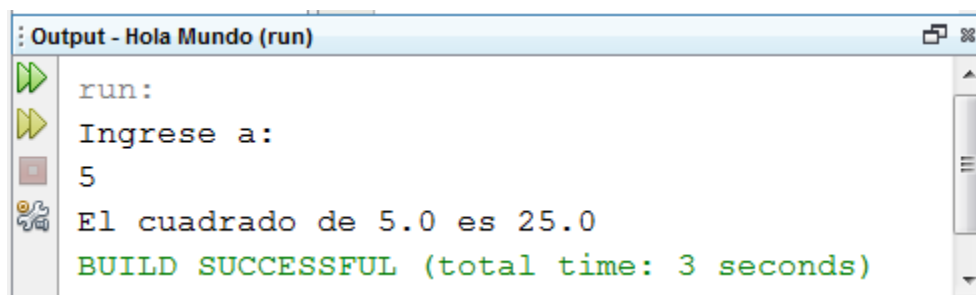 Output - Hola Mundo (run)
run:
Ingrese a:
5
El cuadrado de 5.0 es 25.0
BUILD SUCCESSFUL (total time: 3 seconds)